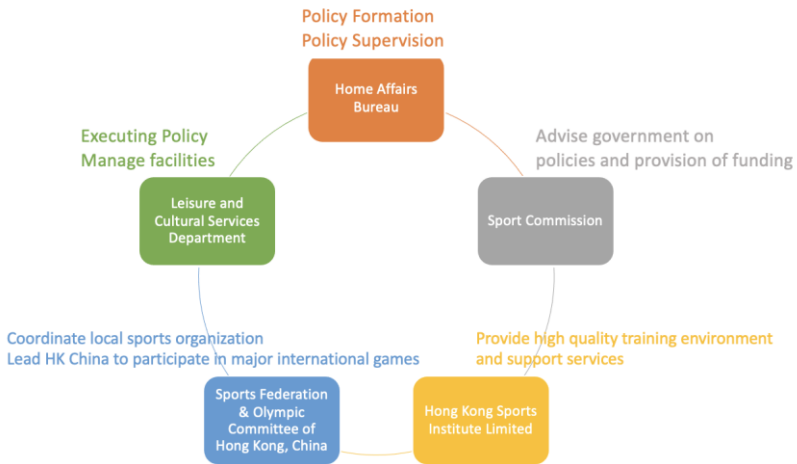 Policy Formation
Policy Supervision
Home Affairs
Bureau
Executing Policy
Manage facilities
Advise government on
policies and provision of funding
Leisure and
Cultural Services
Department
Sport Commission
Coordinate local sports organization
Lead HK China to participate in major international games
Provide high quality training environment
and support services
Sports Federation
& Olympic
Committee of
Hong Kong, China
Hong Kong Sports
Institute Limited